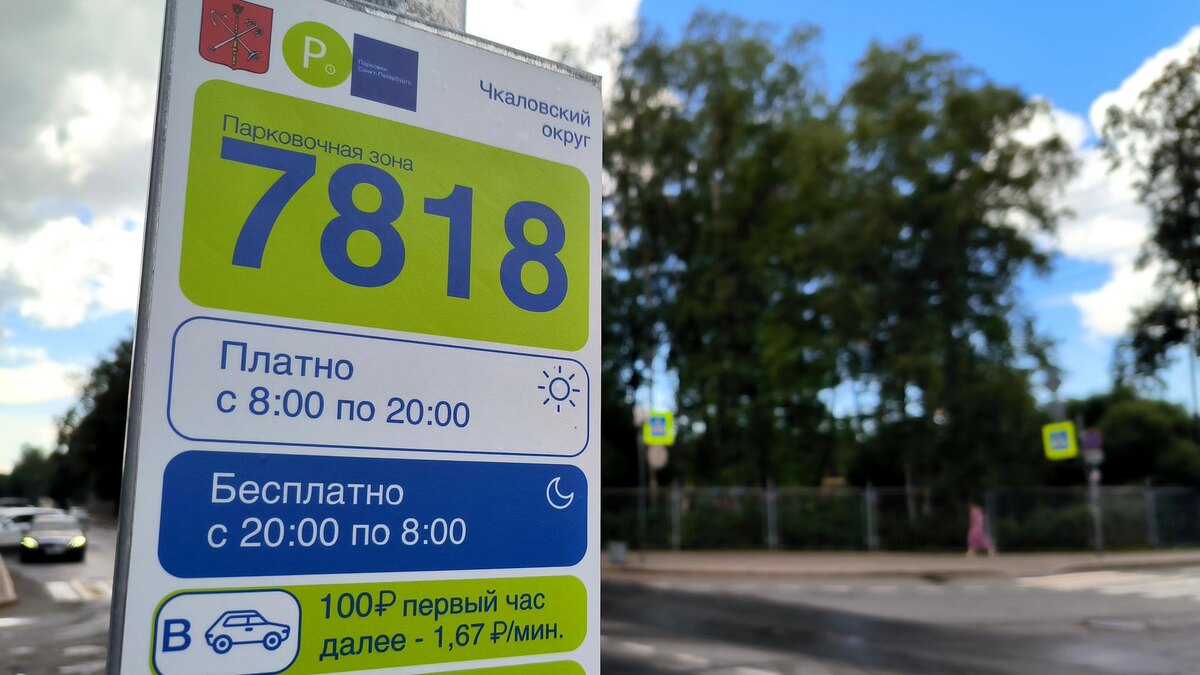 P
Парковки
Санкт-Петербурга
Чкаловский
округ
Парковочная зона
7818
Платно
с 8:00 по 20:00
Бесплатно
с 20:00 по 8:00
B
100₽ первый час
далее - 1,67 ₽/мин.